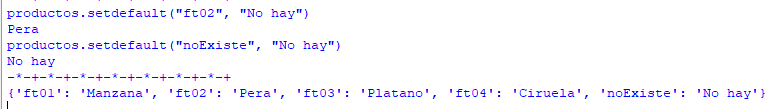 productos.setdefault("ft02", "No hay")
Pera
productos.setdefault("noExiste", "No hay")
No hay
-*-+-*-+-*-+-*-+-*-+-*-+-*-+
{'ft01': 'Manzana', 'ft02': 'Pera', 'ft03': 'Platano', 'ft04': 'Ciruela', 'noExiste': 'No hay'}